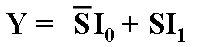 Y = S̅I₀ + SI₁